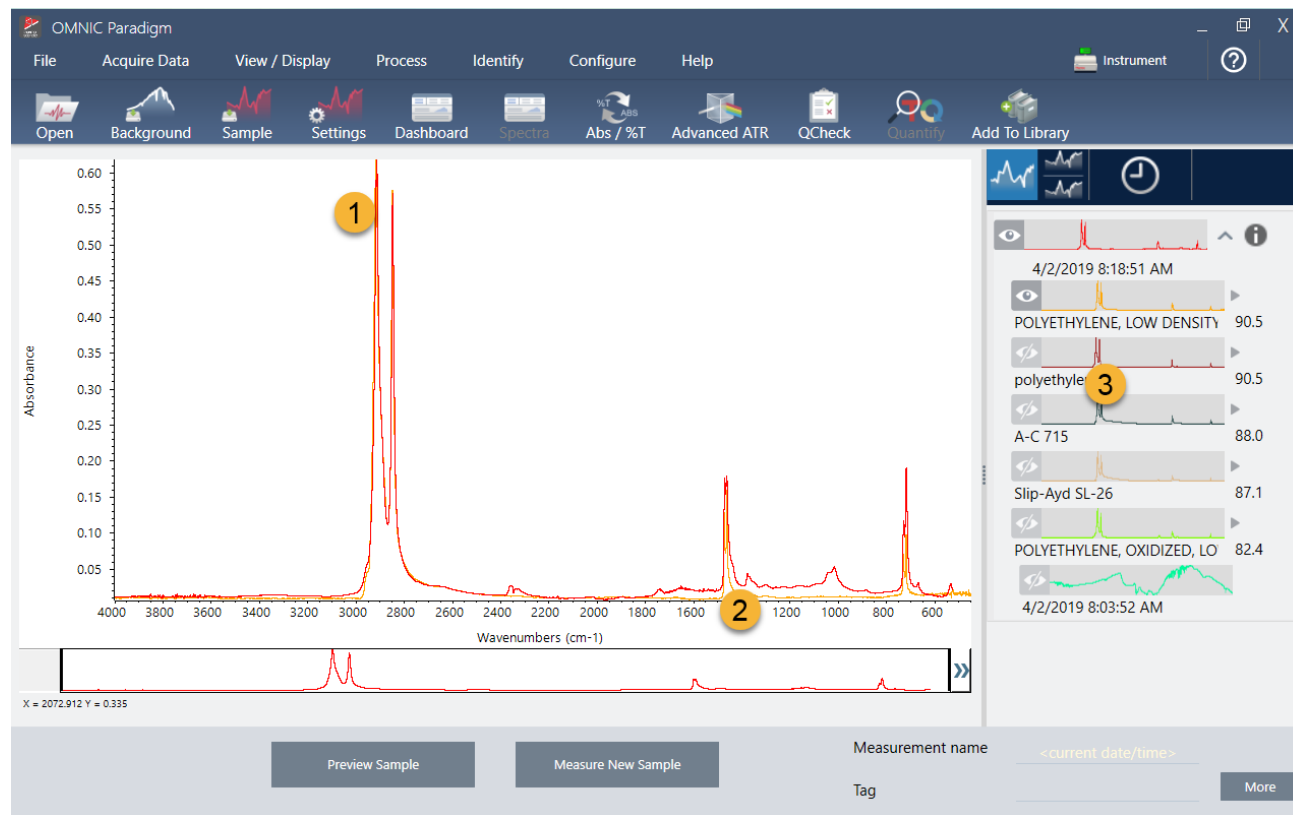 OMNIC Paradigm
_ X
File Acquire Data View / Display Process Identify Configure Help Instrument ?
%T ABS
Open Background Sample Settings Dashboard Spectra Abs / %T Advanced ATR QCheck Quantify Add To Library
0.60
0.55
0.50
0.45
0.40
0.35
0.30
0.25
0.20
0.15
0.10
0.05
Absorbance
1
4000 3800 3600 3400 3200 3000 2800 2600 2400 2200 2000 1800 1600 2 1200 1000 800 600
Wavenumbers (cm-1)
»
X = 2072.912 Y = 0.335
i
4/2/2019 8:18:51 AM
POLYETHYLENE, LOW DENSITY 90.5
polyethyle 3 90.5
A-C 715 88.0
Slip-Ayd SL-26 87.1
POLYETHYLENE, OXIDIZED, LO 82.4
4/2/2019 8:03:52 AM
Preview Sample Measure New Sample
Measurement name <current date/time>
Tag
More